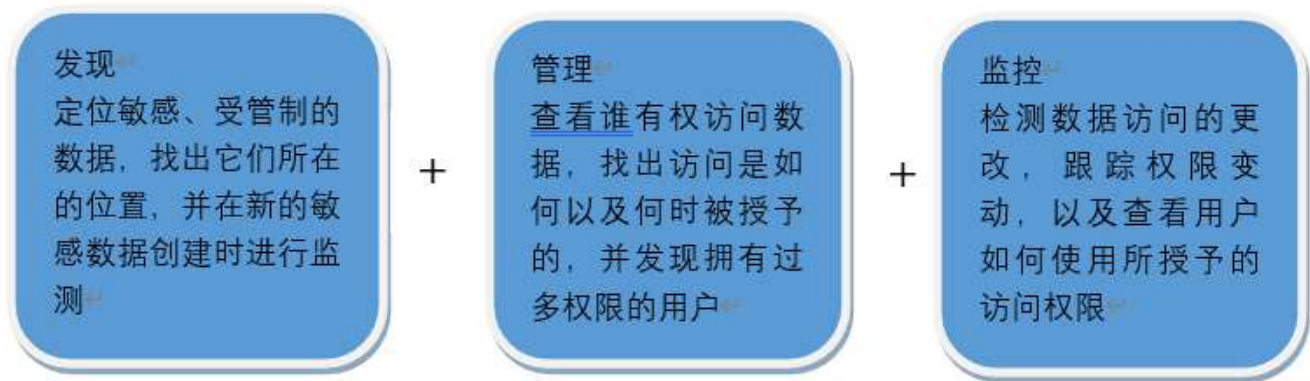 发现
定位敏感、受管制的
数据，找出它们所在
的位置，并在新的敏
感数据创建时进行监
测
+
管理
查看谁有权访问数
据，找出访问是如
何以及何时被授予
的，并发现拥有过
多权限的用户
+
监控
检测数据访问的更
改，跟踪权限变
动，以及查看用户
如何使用所授予的
访问权限